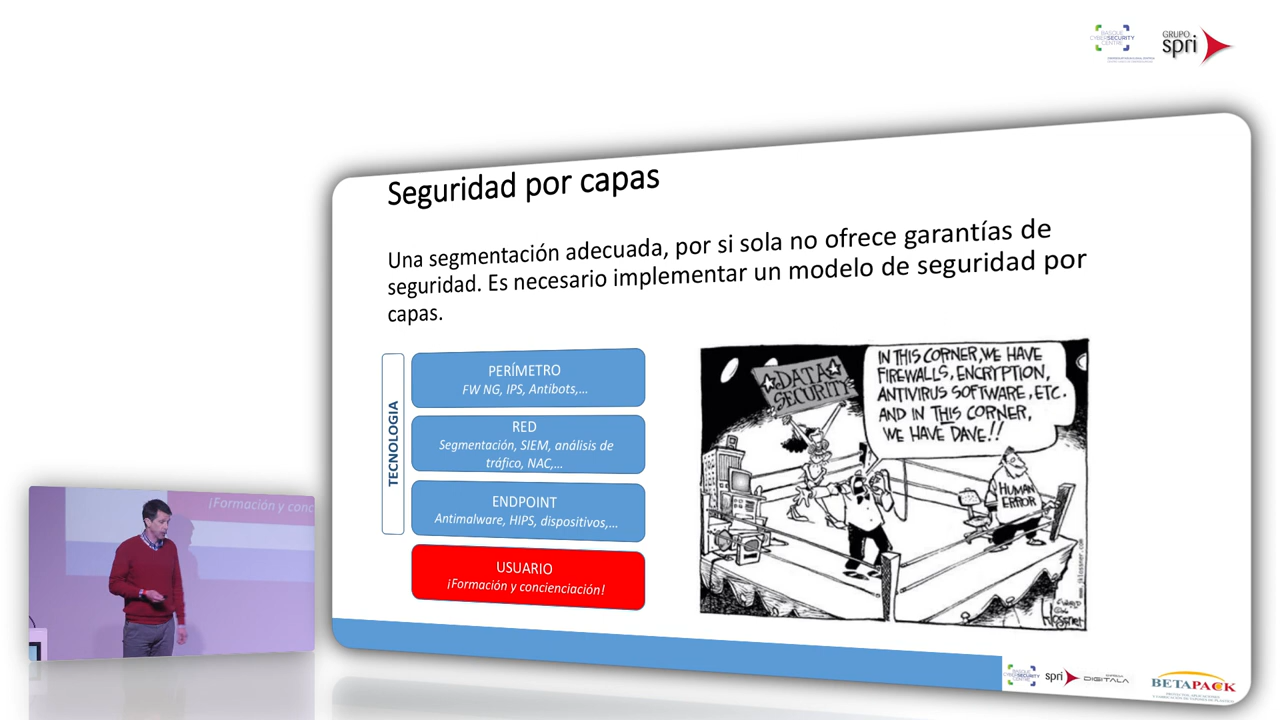 BASQUE
CYBERSECURITY
CENTRE
GRUPO
spri
Seguridad por capas
Una segmentación adecuada, por si sola no ofrece garantías de
seguridad. Es necesario implementar un modelo de seguridad por
capas.
TECNOLOGIA
PERÍMETRO
FW NG, IPS, Antibots,...
RED
Segmentación, SIEM, análisis de
tráfico, NAC,...
ENDPOINT
Antimalware, HIPS, dispositivos,...
USUARIO
¡Formación y concienciación!
DATA
SECURITY
IN THIS CORNER, WE HAVE
FIREWALLS, ENCRYPTION,
ANTIVIRUS SOFTWARE, ETC.
AND IN THIS CORNER,
WE HAVE DAVE!!
HUMAN
ERROR
¡Formación y conc
spri
DIGITALA
BETAPACK